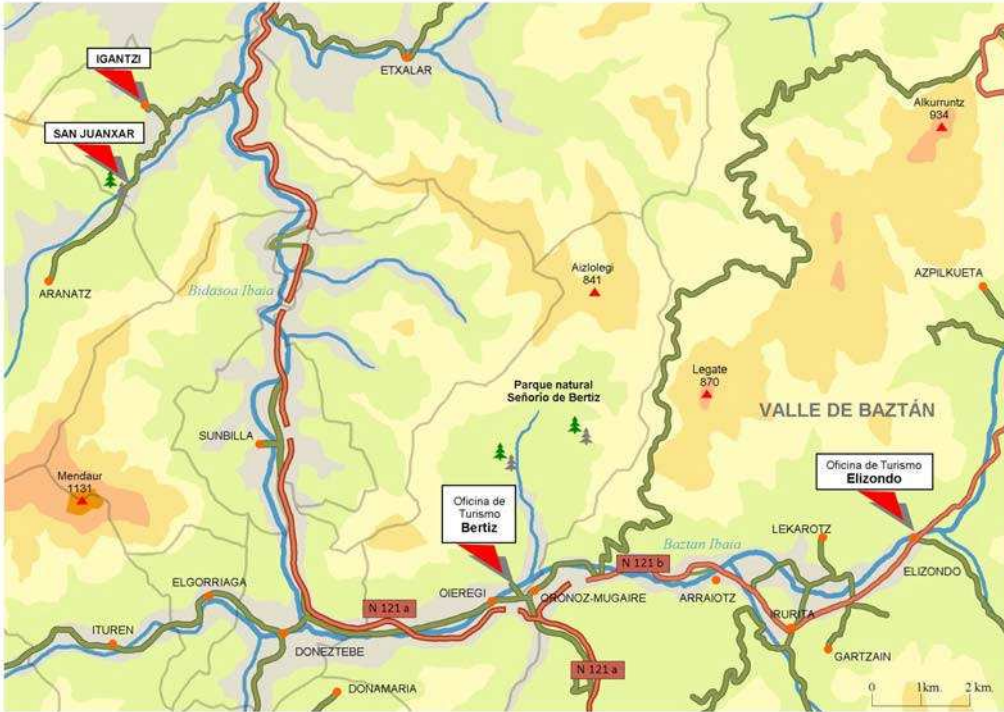 IGANTZI
ETXALAR
Alkurruntz
934
SAN JUANXAR
Aizlolegi
841
AZPILKUETA
ARANATZ
Bidasoa Ibaia
Legate
870
Parque natural
Señorio de Bertiz
VALLE DE BAZTÁN
SUNBILLA
Oficina de Turismo
Elizondo
Mendaur
1131
Oficina de
Turismo
Bertiz
LEKAROTZ
Baztan Ibaia
N 121 b
ELIZONDO
ELGORRIAGA
OIEREGI
ORONOZ-MUGAIRE
ARRAIOTZ
N 121 a
IRURITA
ITUREN
DONEZTEBE
GARTZAIN
N 121 a
DONAMARIA
0 1km. 2 km.